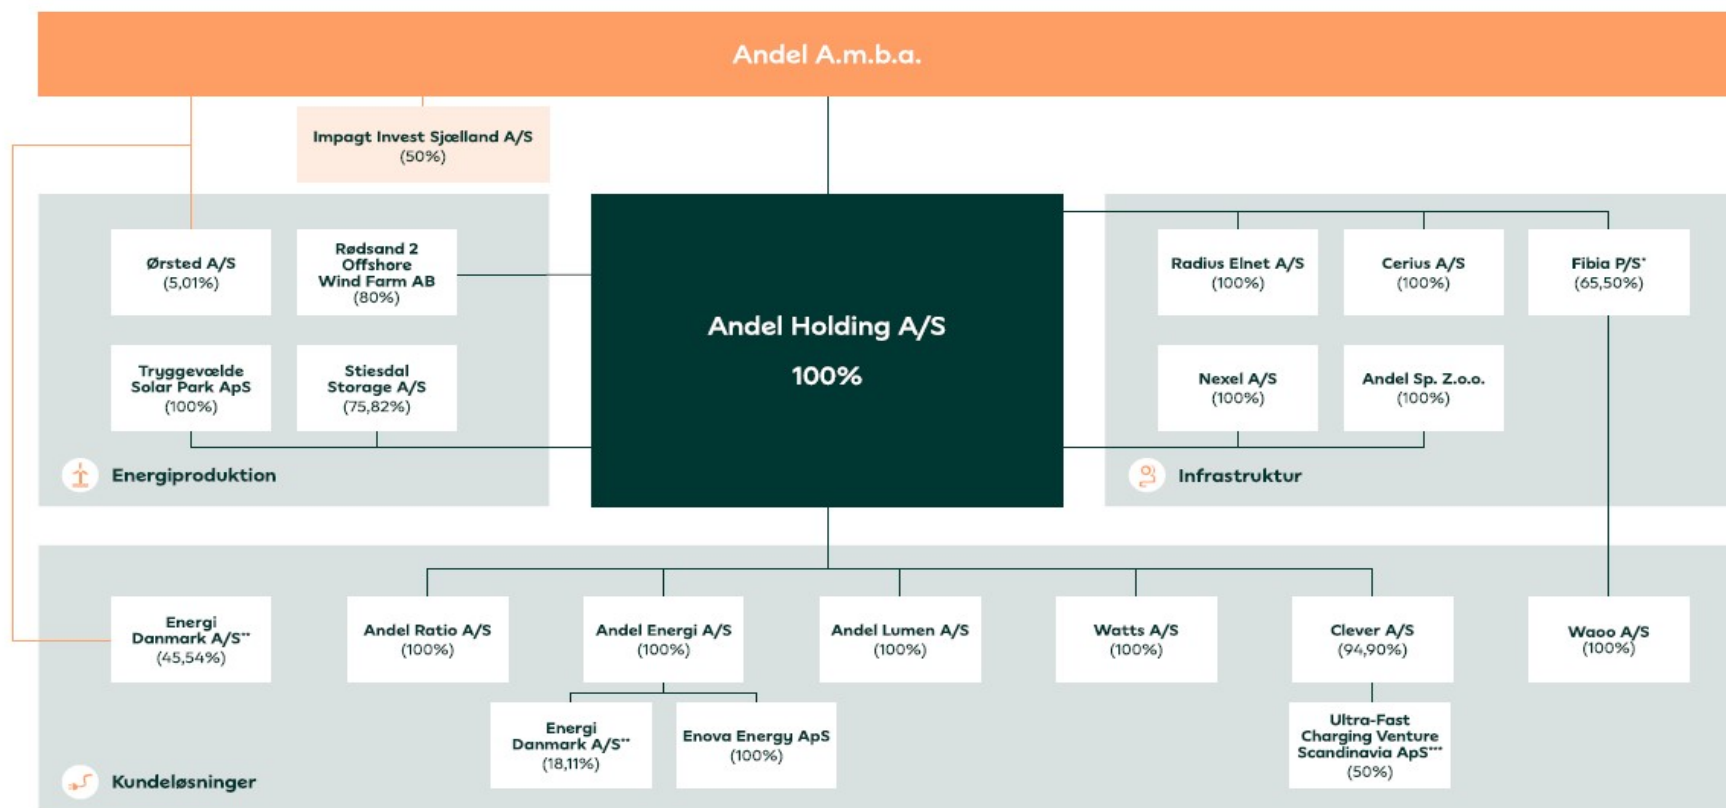 Andel A.m.b.a.
Impagt Invest Sjælland A/S
(50%)
Ørsted A/S
(5,01%)
Rødsand 2
Offshore
Wind Farm AB
(80%)
Tryggevælde
Solar Park ApS
(100%)
Stiesdal
Storage A/S
(75,82%)
Energiproduktion
Andel Holding A/S
100%
Radius Elnet A/S
(100%)
Cerius A/S
(100%)
Fibia P/S*
(65,50%)
Nexel A/S
(100%)
Andel Sp. Z.o.o.
(100%)
Infrastruktur
Energi
Danmark A/S**
(45,54%)
Andel Ratio A/S
(100%)
Andel Energi A/S
(100%)
Andel Lumen A/S
(100%)
Watts A/S
(100%)
Clever A/S
(94,90%)
Waoo A/S
(100%)
Energi
Danmark A/S**
(18,11%)
Enova Energy ApS
(100%)
Ultra-Fast
Charging Venture
Scandinavia ApS***
(50%)
Kundeløsninger